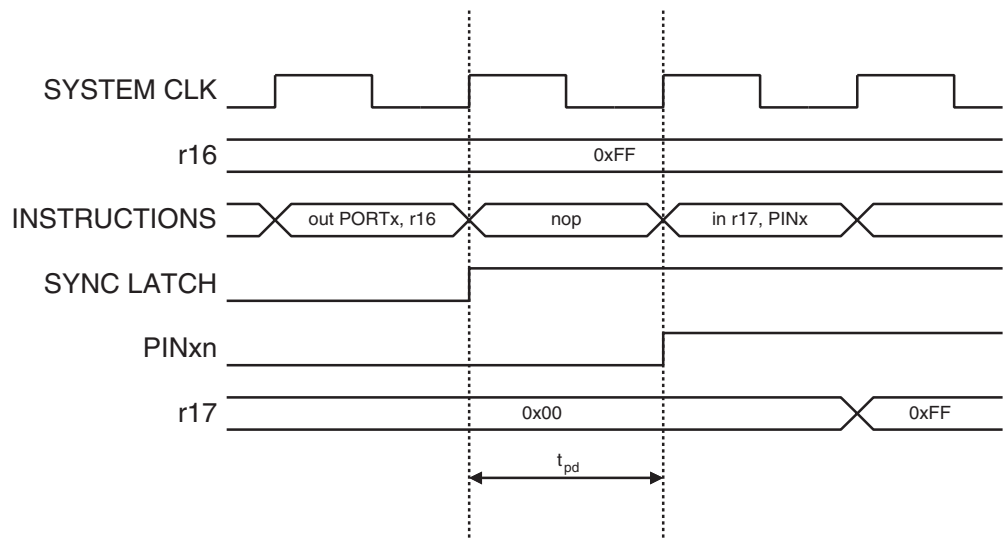 SYSTEM CLK
r16
0xFF
INSTRUCTIONS
out PORTx, r16
nop
in r17, PINx
SYNC LATCH
PINxn
r17
0x00
0xFF
tpd